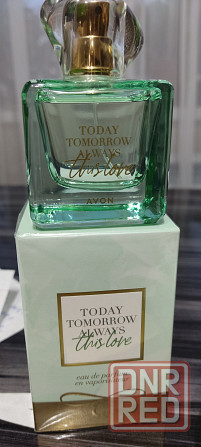 TODAY
TOMORROW
ALWAYS
this love
AVON
TODAY
TOMORROW
ALWAYS
this love
eau de parfum
en vaporisateur
DNR
RED